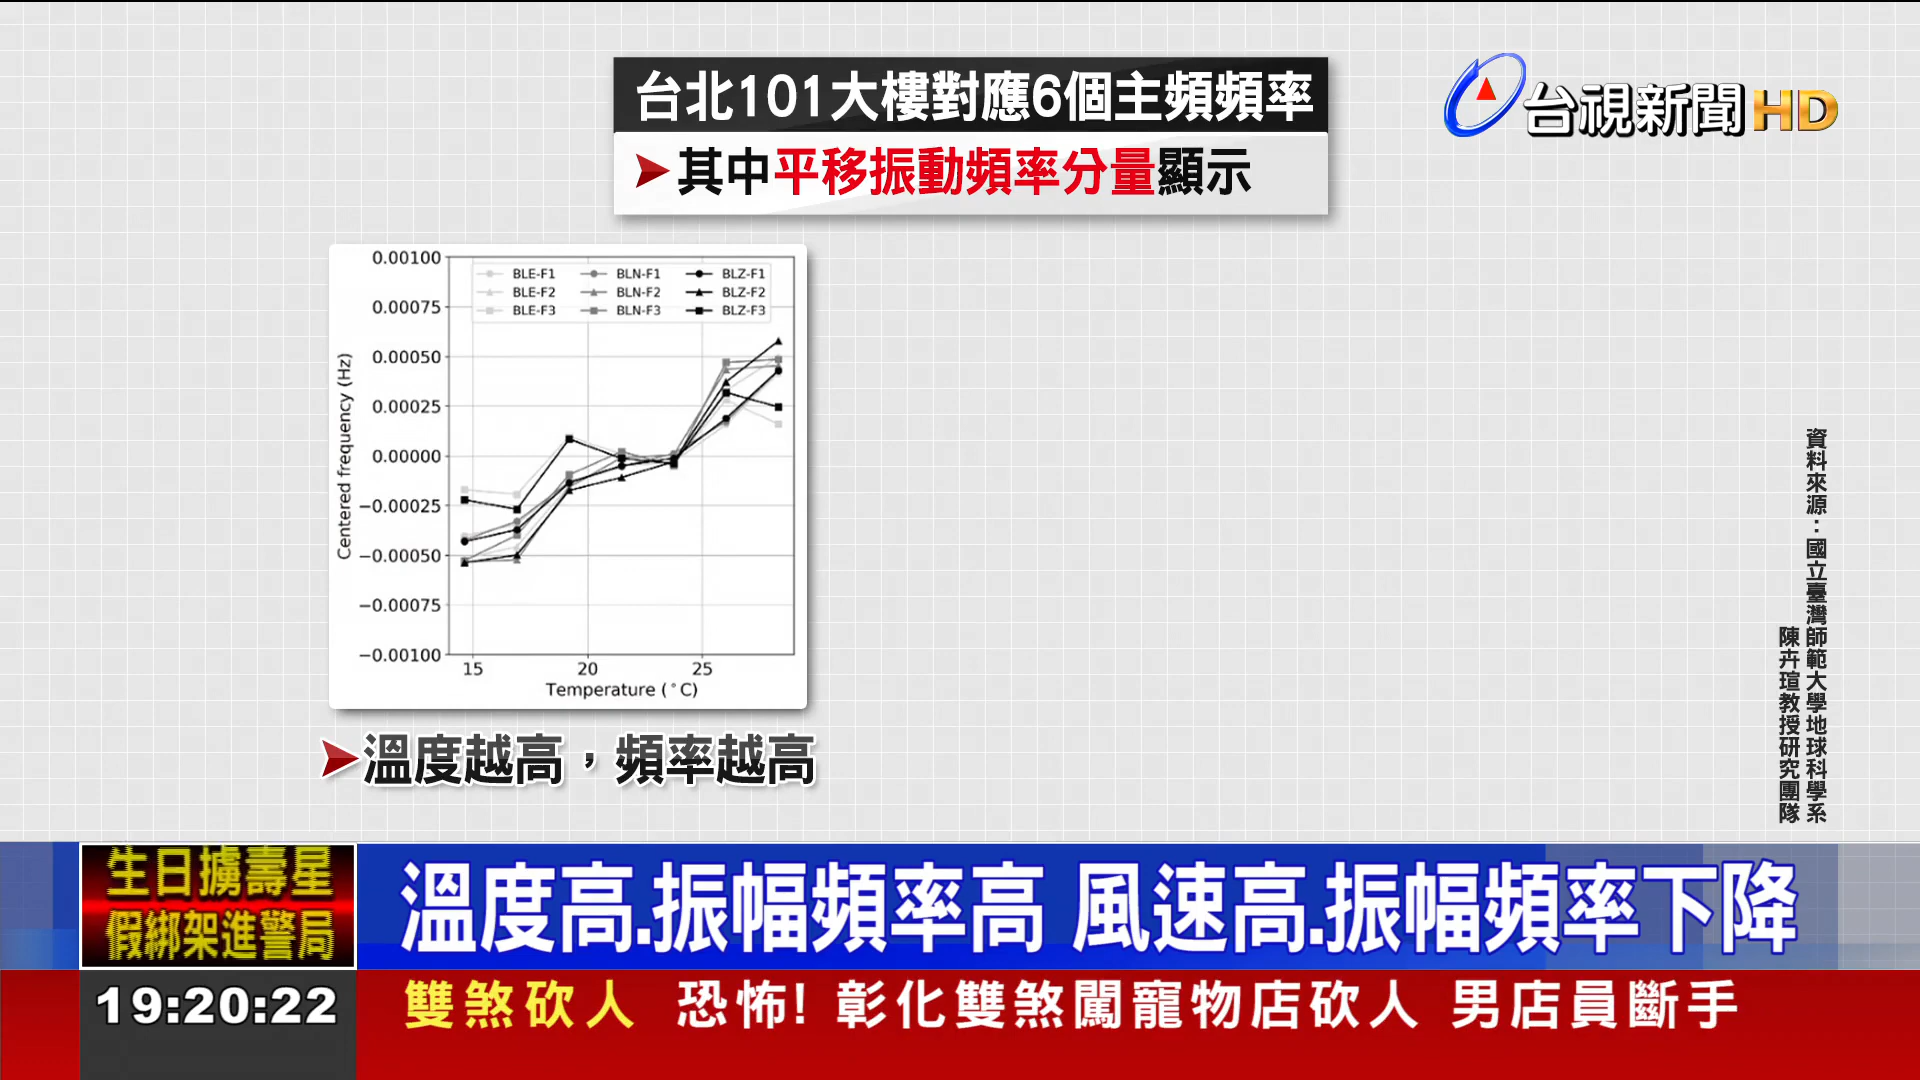 台北101大樓對應6個主頻頻率
其中平移振動頻率分量顯示
台視新聞HD
0.00100
0.00075
0.00050
0.00025
0.00000
−0.00025
−0.00050
−0.00075
−0.00100
Centered frequency (Hz)
BLE-F1 BLN-F1 BLZ-F1
BLE-F2 BLN-F2 BLZ-F2
BLE-F3 BLN-F3 BLZ-F3
15 20 25
Temperature (°C)
溫度越高，頻率越高
資料來源：國立臺灣師範大學地球科學系
陳卉瑄教授研究團隊
生日擄壽星
假綁架進警局
溫度高.振幅頻率高 風速高.振幅頻率下降
19:20:22
雙煞砍人 恐怖! 彰化雙煞闖寵物店砍人 男店員斷手